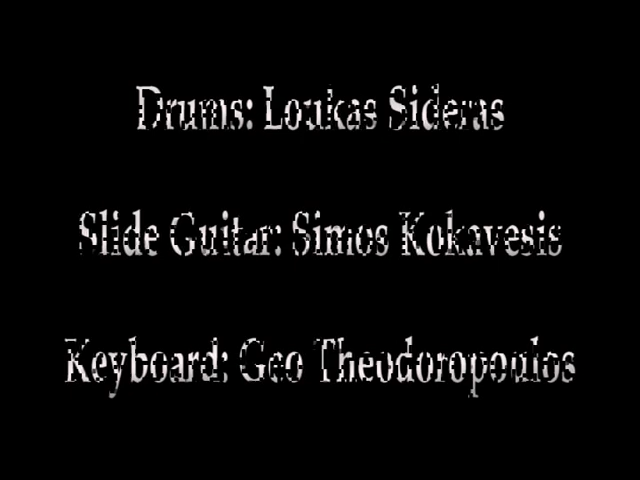 Drums: Loukas Sideras
Slide Guitar: Simos Kokavesis
Keyboard: Geo Theodoropoulos